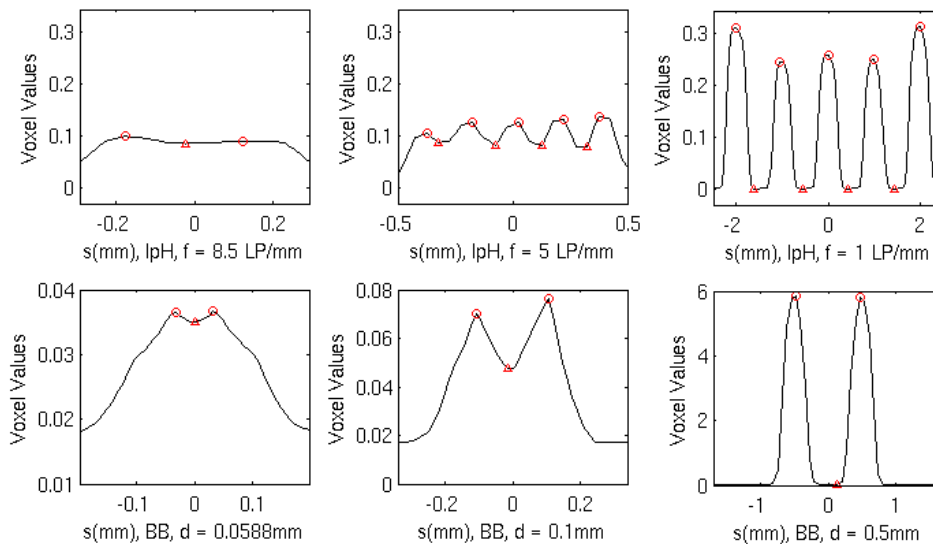 0.3
0.2
0.1
0
Voxel Values
-0.2 0 0.2
s(mm), lpH, f = 8.5 LP/mm
0.3
0.2
0.1
0
Voxel Values
-0.5 0 0.5
s(mm), lpH, f = 5 LP/mm
0.3
0.2
0.1
0
Voxel Values
-2 0 2
s(mm), lpH, f = 1 LP/mm
0.04
0.03
0.02
0.01
Voxel Values
-0.1 0 0.1
s(mm), BB, d = 0.0588mm
0.08
0.06
0.04
0.02
0
Voxel Values
-0.2 0 0.2
s(mm), BB, d = 0.1mm
6
4
2
0
Voxel Values
-1 0 1
s(mm), BB, d = 0.5mm